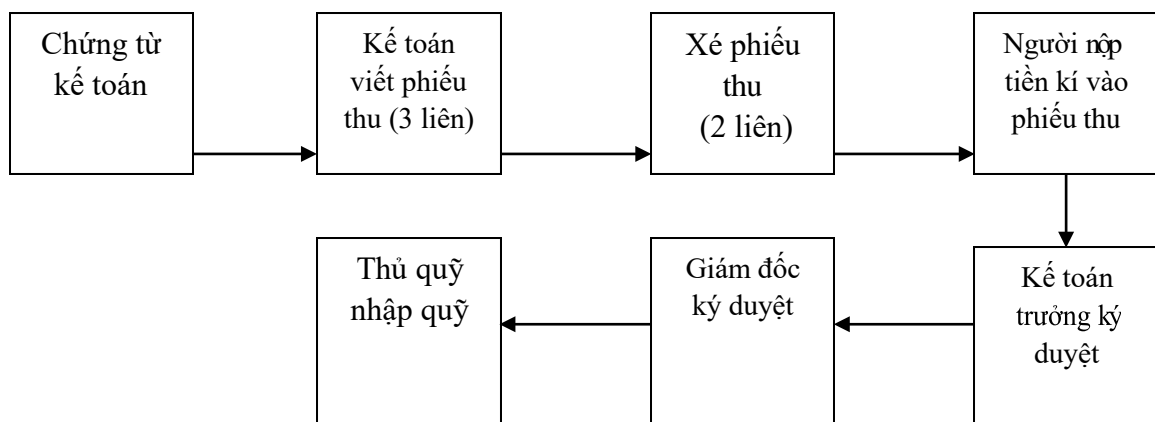 Chứng từ
kế toán
Kế toán
viết phiếu
thu (3 liên)
Xé phiếu
thu
(2 liên)
Người nộp
tiền kí vào
phiếu thu
Kế toán
trưởng ký
duyệt
Giám đốc
ký duyệt
Thủ quỹ
nhập quỹ